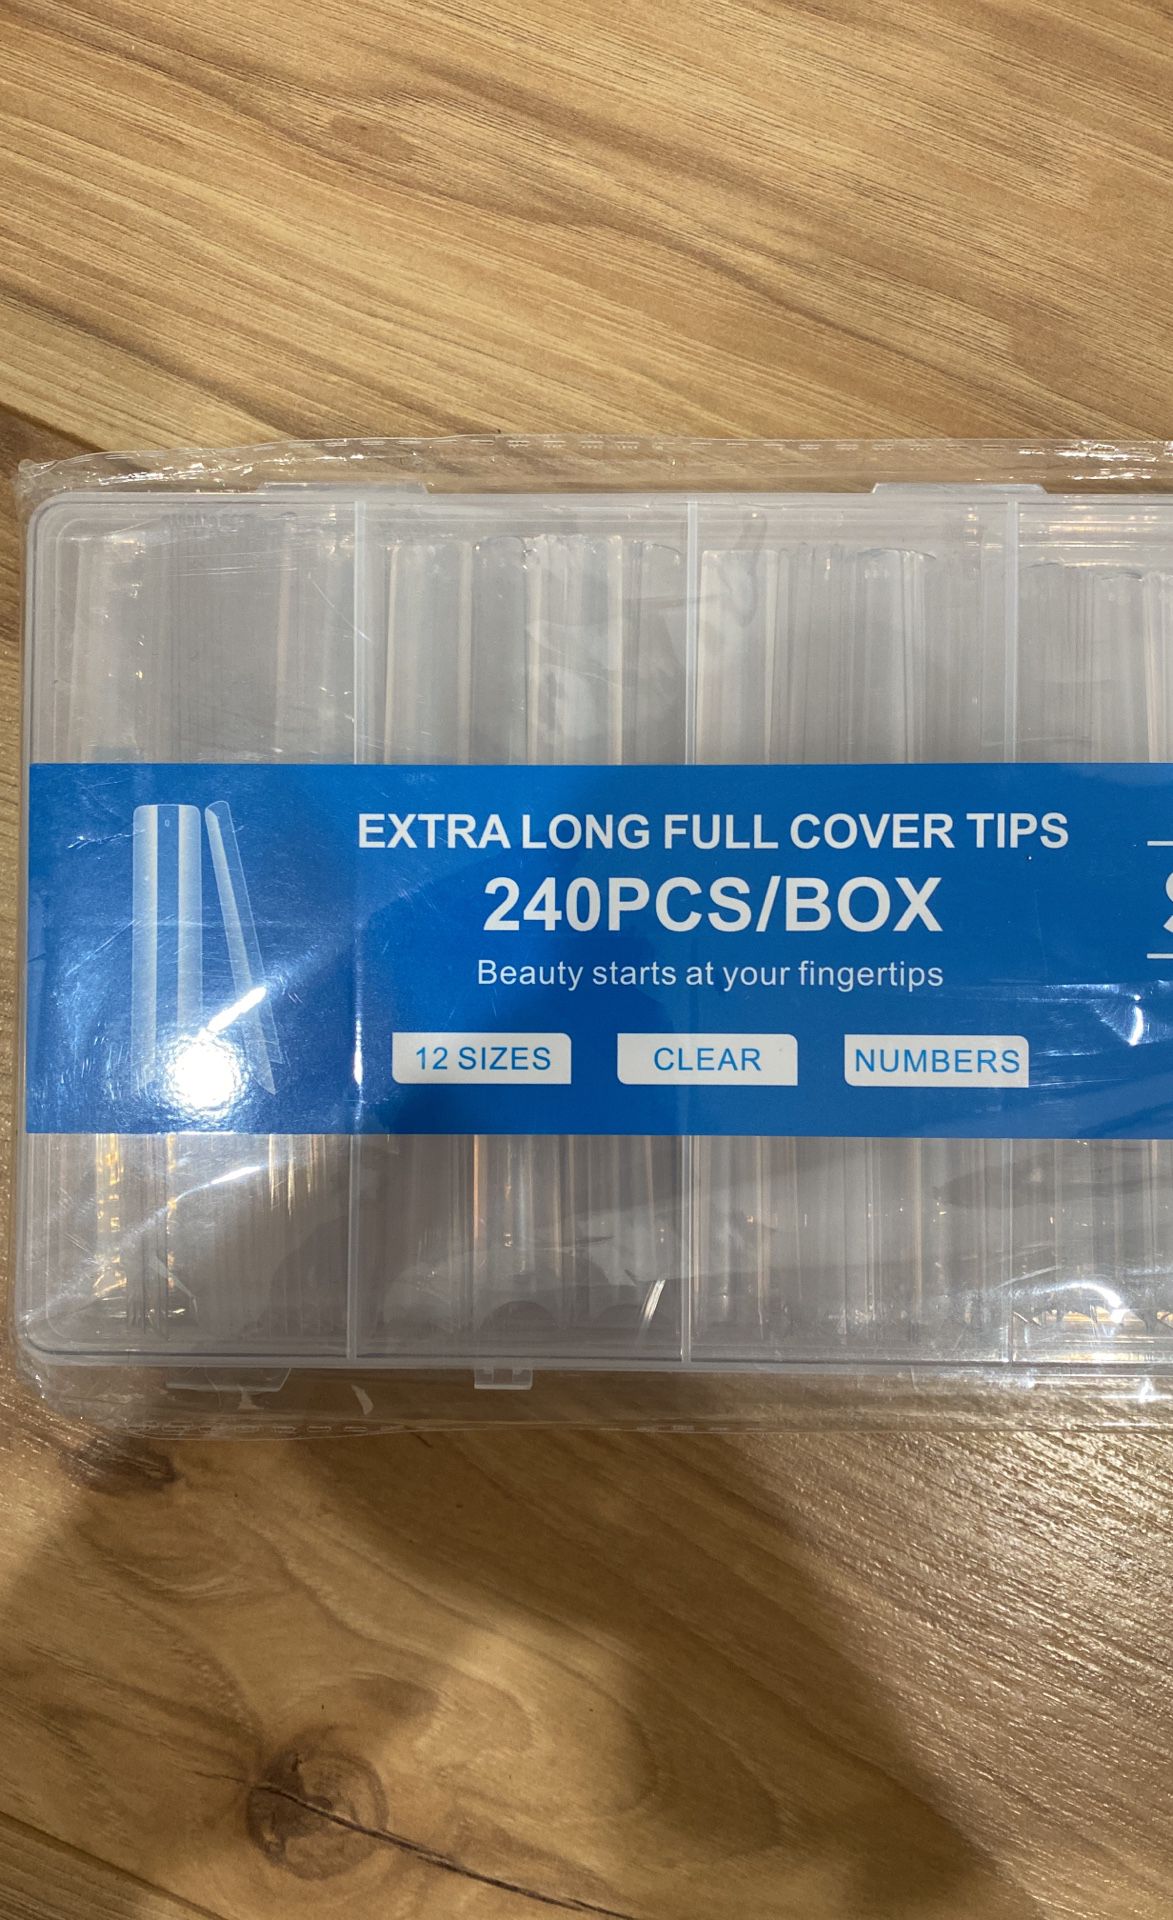 EXTRA LONG FULL COVER TIPS
240PCS/BOX
Beauty starts at your fingertips
12 SIZES
CLEAR
NUMBERS